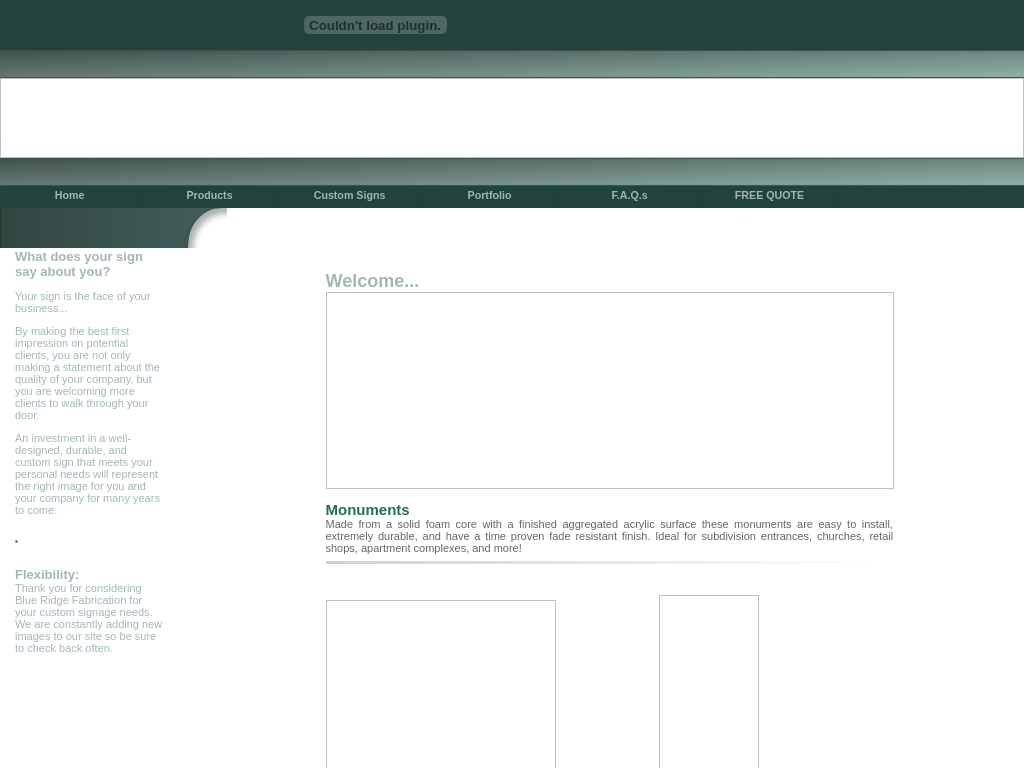 Couldn't load plugin.
Home Products Custom Signs Portfolio F.A.Q.s FREE QUOTE
What does your sign
say about you?
Your sign is the face of your
business...
By making the best first
impression on potential
clients, you are not only
making a statement about the
quality of your company, but
you are welcoming more
clients to walk through your
door.
An investment in a well-
designed, durable, and
custom sign that meets your
personal needs will represent
the right image for you and
your company for many years
to come.
Flexibility:
Thank you for considering
Blue Ridge Fabrication for
your custom signage needs.
We are constantly adding new
images to our site so be sure
to check back often.
Welcome...
Monuments
Made from a solid foam core with a finished aggregated acrylic surface these monuments are easy to install,
extremely durable, and have a time proven fade resistant finish. Ideal for subdivision entrances, churches, retail
shops, apartment complexes, and more!